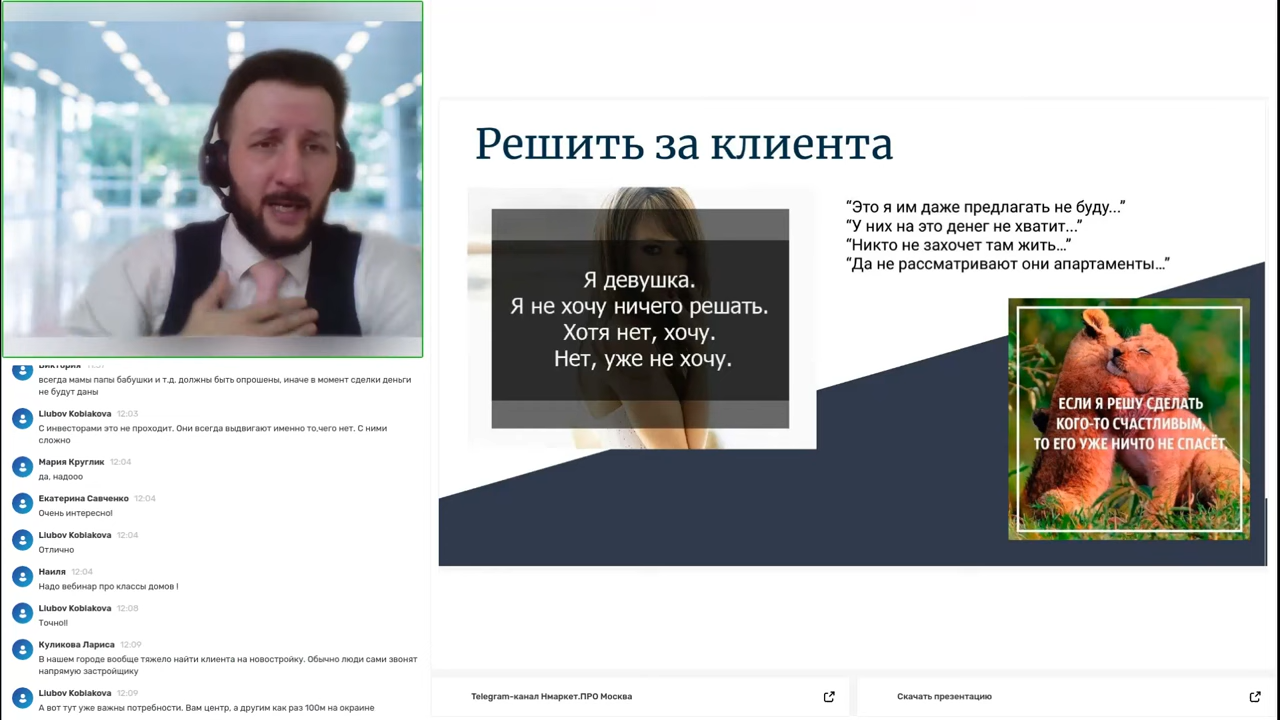 Решить за клиента
“Это я им даже предлагать не буду...”
“У них на это денег не хватит...”
“Никто не захочет там жить...”
“Да не рассматривают они апартаменты...”
Я девушка.
Я не хочу ничего решать.
Хотя нет, хочу.
Нет, уже не хочу.
ЕСЛИ Я РЕШУ СДЕЛАТЬ
КОГО-ТО СЧАСТЛИВЫМ,
ТО ЕГО УЖЕ НИЧТО НЕ СПАСЁТ.
Виктория
всегда мамы папы бабушки и т.д. должны быть опрошены, иначе в момент сделки деньги
не будут даны
Liubov Kobiakova 12:03
С инвесторами это не проходит. Они всегда выдвигают именно то,чего нет. С ними
сложно
Мария Круглик 12:04
да, надооо
Екатерина Савченко 12:04
Очень интересно!
Liubov Kobiakova 12:04
Отлично
Наиля 12:04
Надо вебинар про классы домов !
Liubov Kobiakova 12:08
Точно!!
Куликова Лариса 12:09
В нашем городе вообще тяжело найти клиента на новостройку. Обычно люди сами звонят
напрямую застройщику
Liubov Kobiakova 12:09
А вот тут уже важны потребности. Вам центр, а другим как раз 100м на окраине
Telegram-канал Нмаркет.ПРО Москва
Скачать презентацию